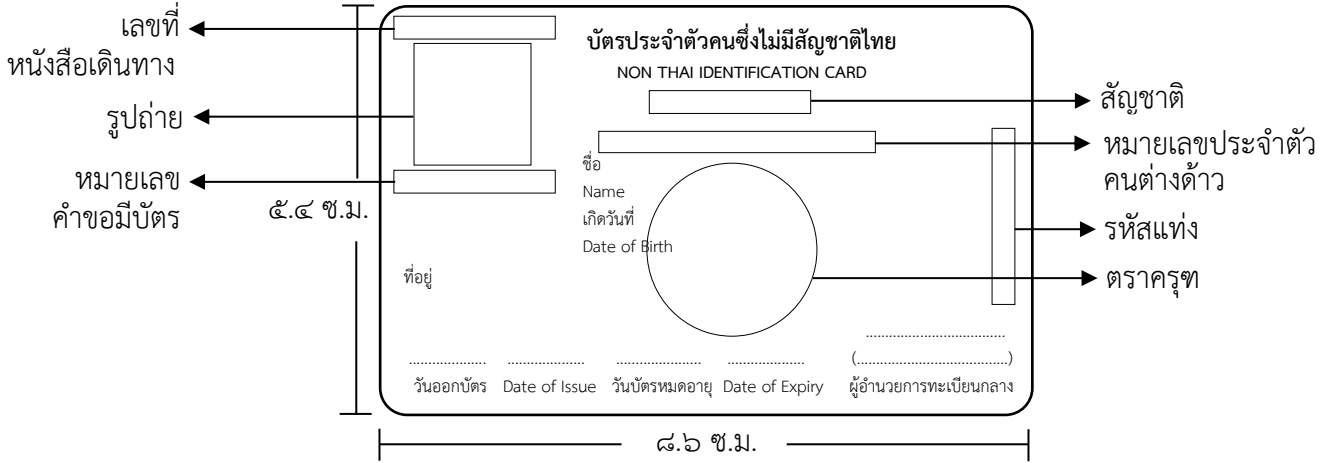 เลขที่
หนังสือเดินทาง
รูปถ่าย
หมายเลข
คำขอมีบัตร
๕.๔ ซ.ม.
บัตรประจำตัวคนซึ่งไม่มีสัญชาติไทย
NON THAI IDENTIFICATION CARD
ชื่อ
Name
เกิดวันที่
Date of Birth
ที่อยู่
.................... .................... ...................... ....................
วันออกบัตร Date of Issue วันบัตรหมดอายุ Date of Expiry
....................................
(.......................................)
ผู้อำนวยการทะเบียนกลาง
สัญชาติ
หมายเลขประจำตัว
คนต่างด้าว
รหัสแท่ง
ตราครุฑ
๘.๖ ซ.ม.